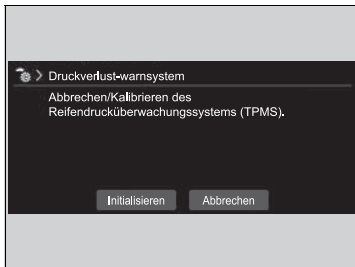 Druckverlust-warnsystem
Abbrechen/Kalibrieren des
Reifendrucküberwachungssystems (TPMS).
Initialisieren Abbrechen